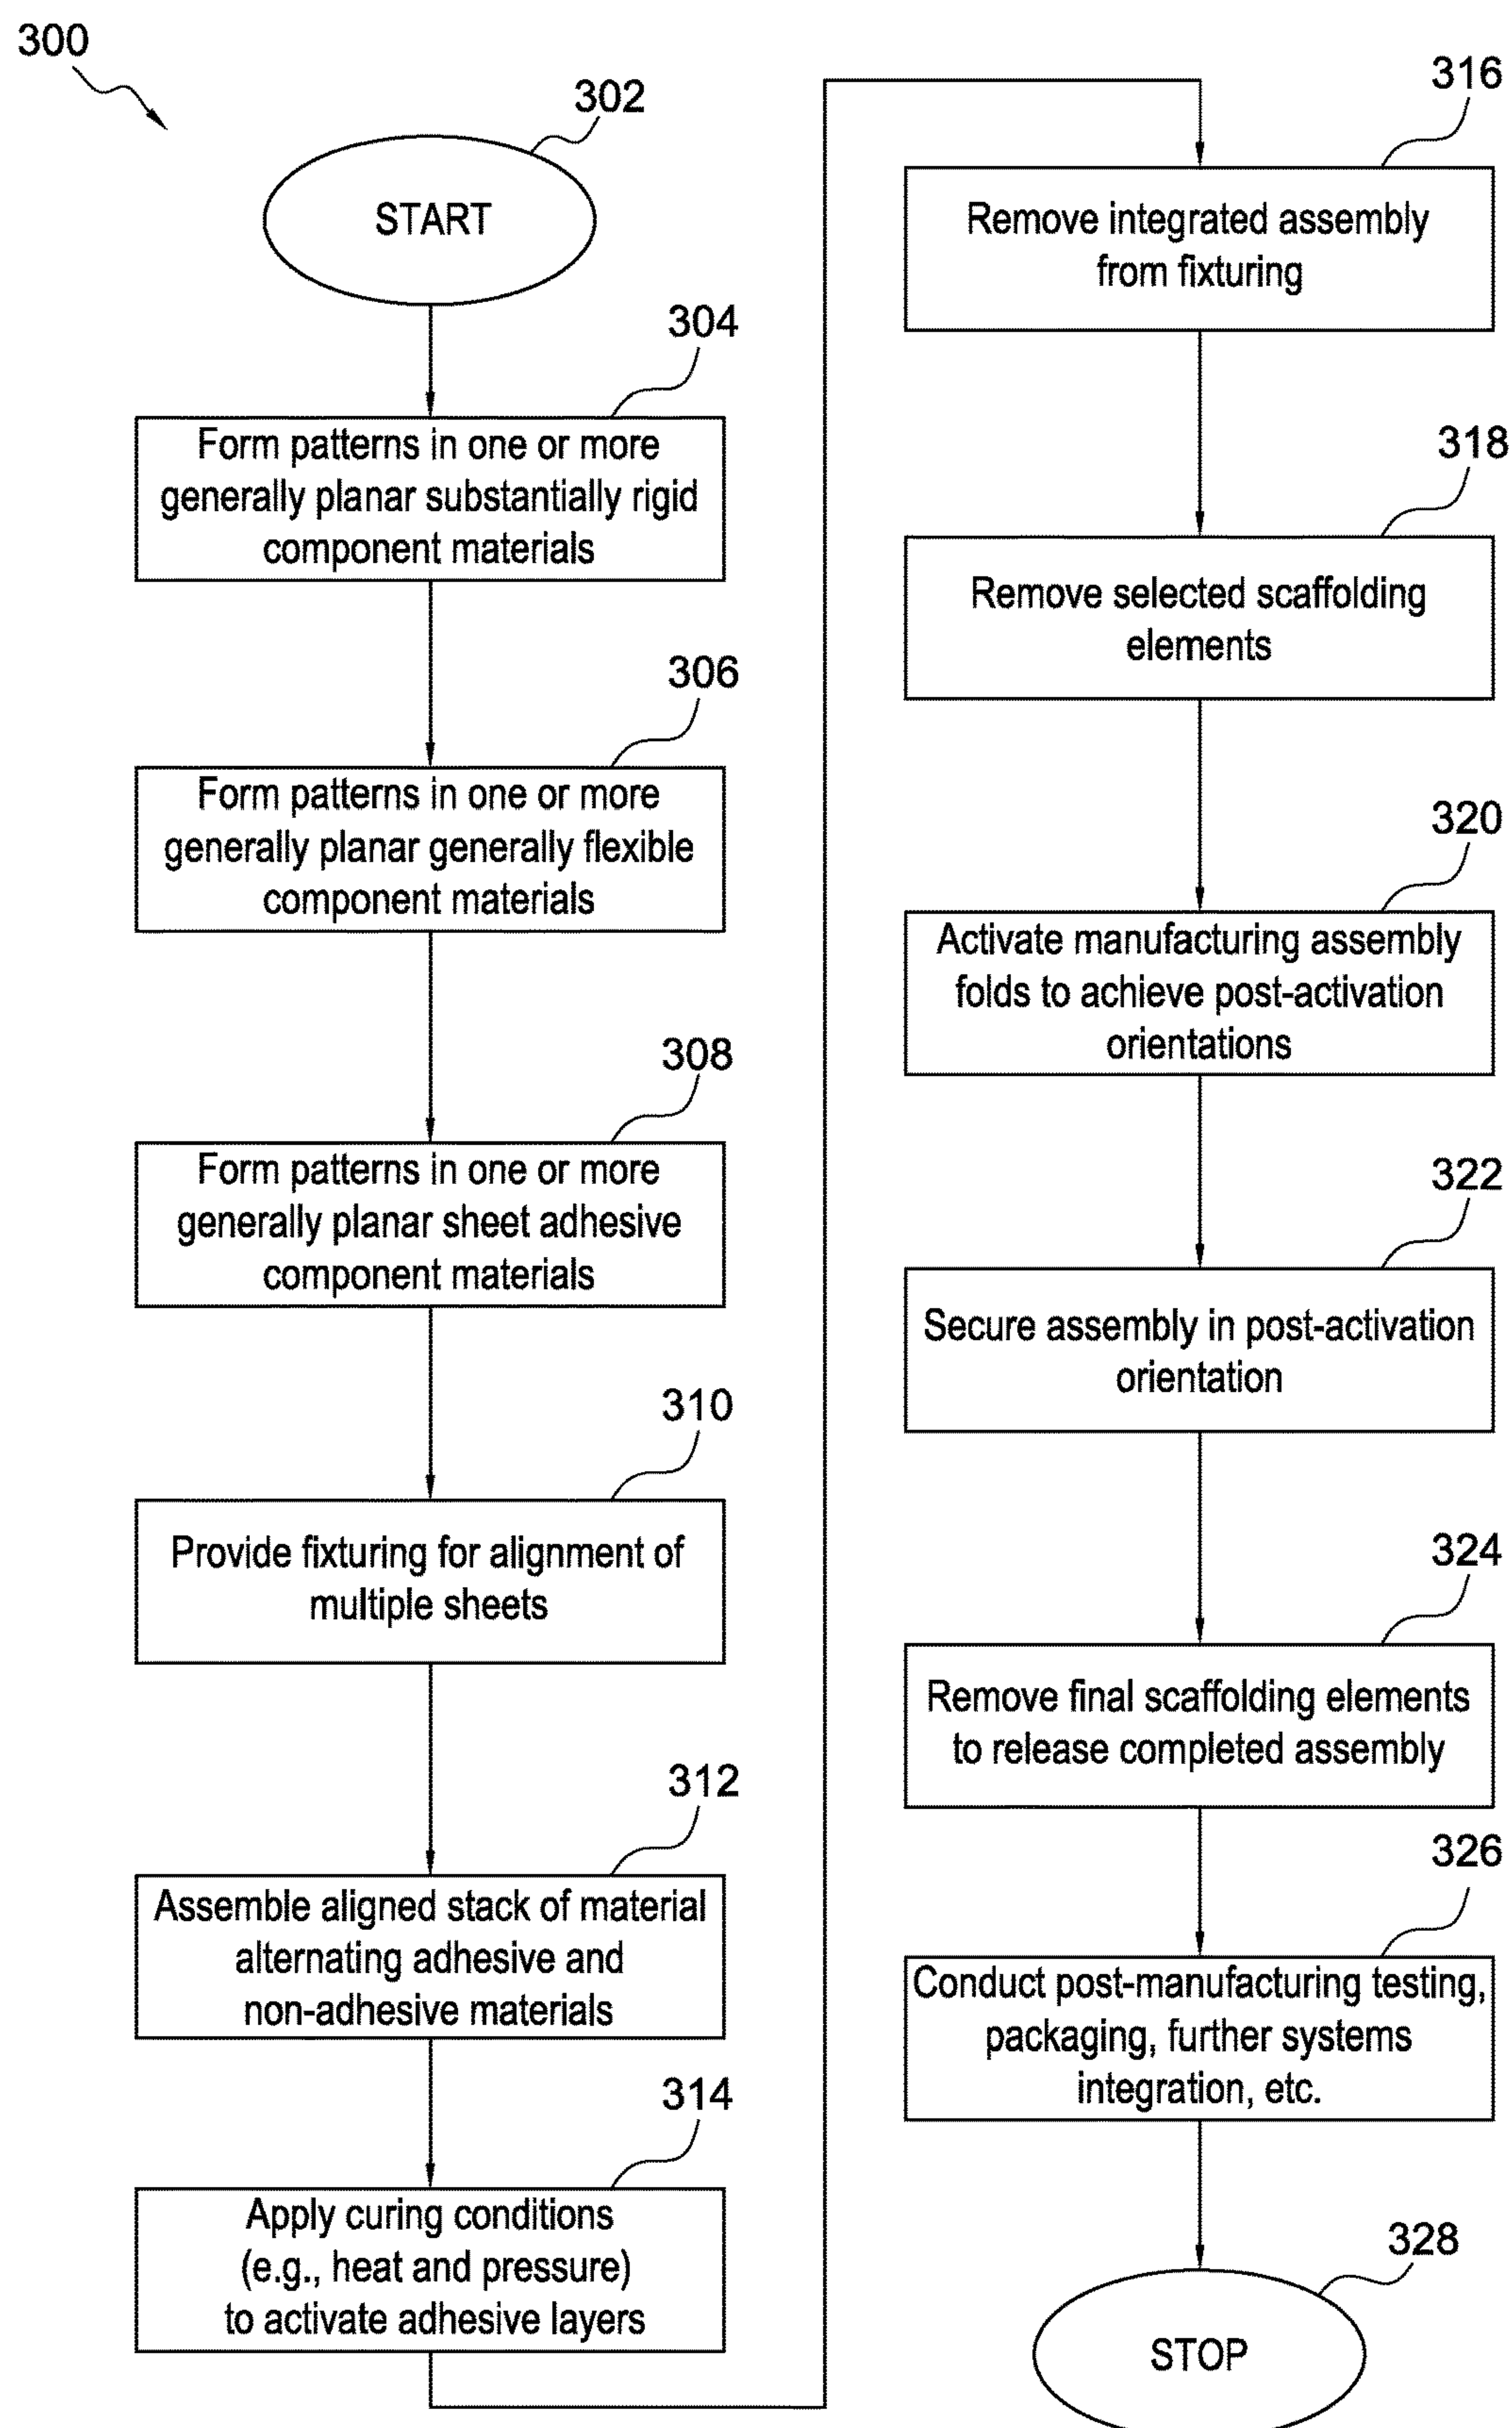 300
302
START
304
Form patterns in one or more
generally planar substantially rigid
component materials
306
Form patterns in one or more
generally planar generally flexible
component materials
308
Form patterns in one or more
generally planar sheet adhesive
component materials
310
Provide fixturing for alignment of
multiple sheets
312
Assemble aligned stack of material
alternating adhesive and
non-adhesive materials
314
Apply curing conditions
(e.g., heat and pressure)
to activate adhesive layers
316
Remove integrated assembly
from fixturing
318
Remove selected scaffolding
elements
320
Activate manufacturing assembly
folds to achieve post-activation
orientations
322
Secure assembly in post-activation
orientation
324
Remove final scaffolding elements
to release completed assembly
326
Conduct post-manufacturing testing,
packaging, further systems
integration, etc.
328
STOP